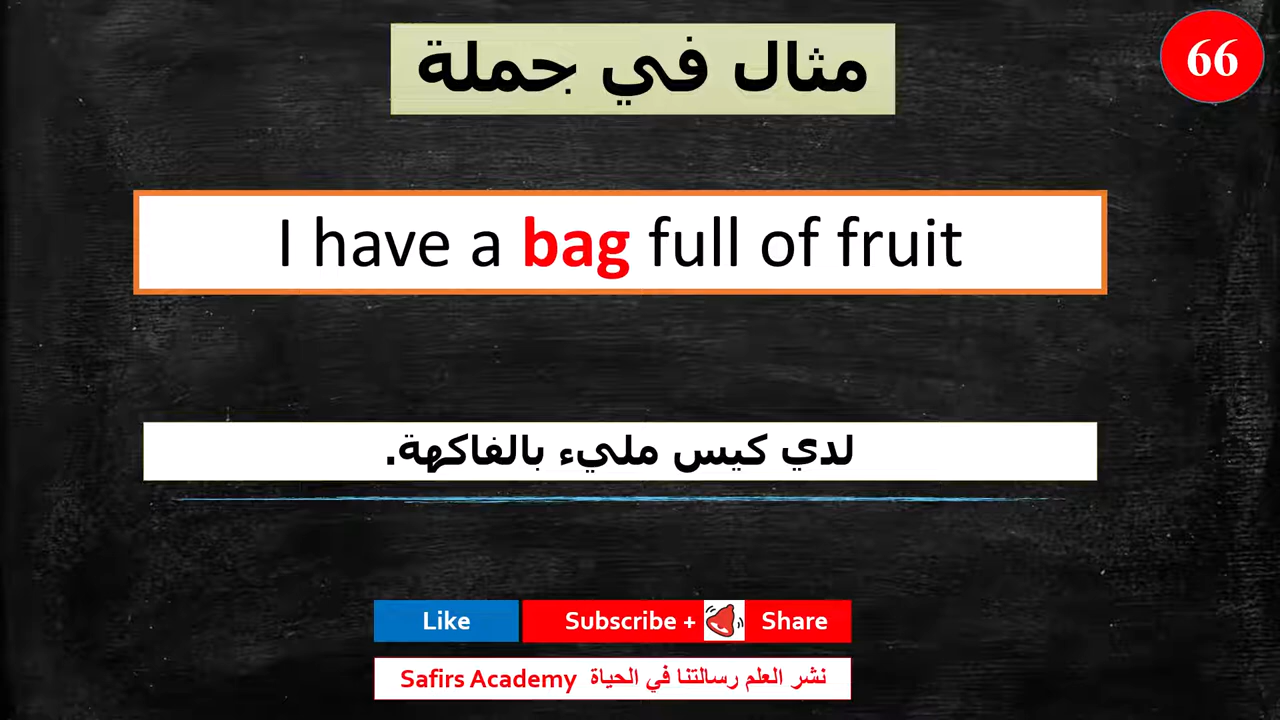 مثال في جملة
66
I have a bag full of fruit
لدي كيس مليء بالفاكهة.
Like Subscribe + Share
Safirs Academy نشر العلم رسالتنا في الحياة